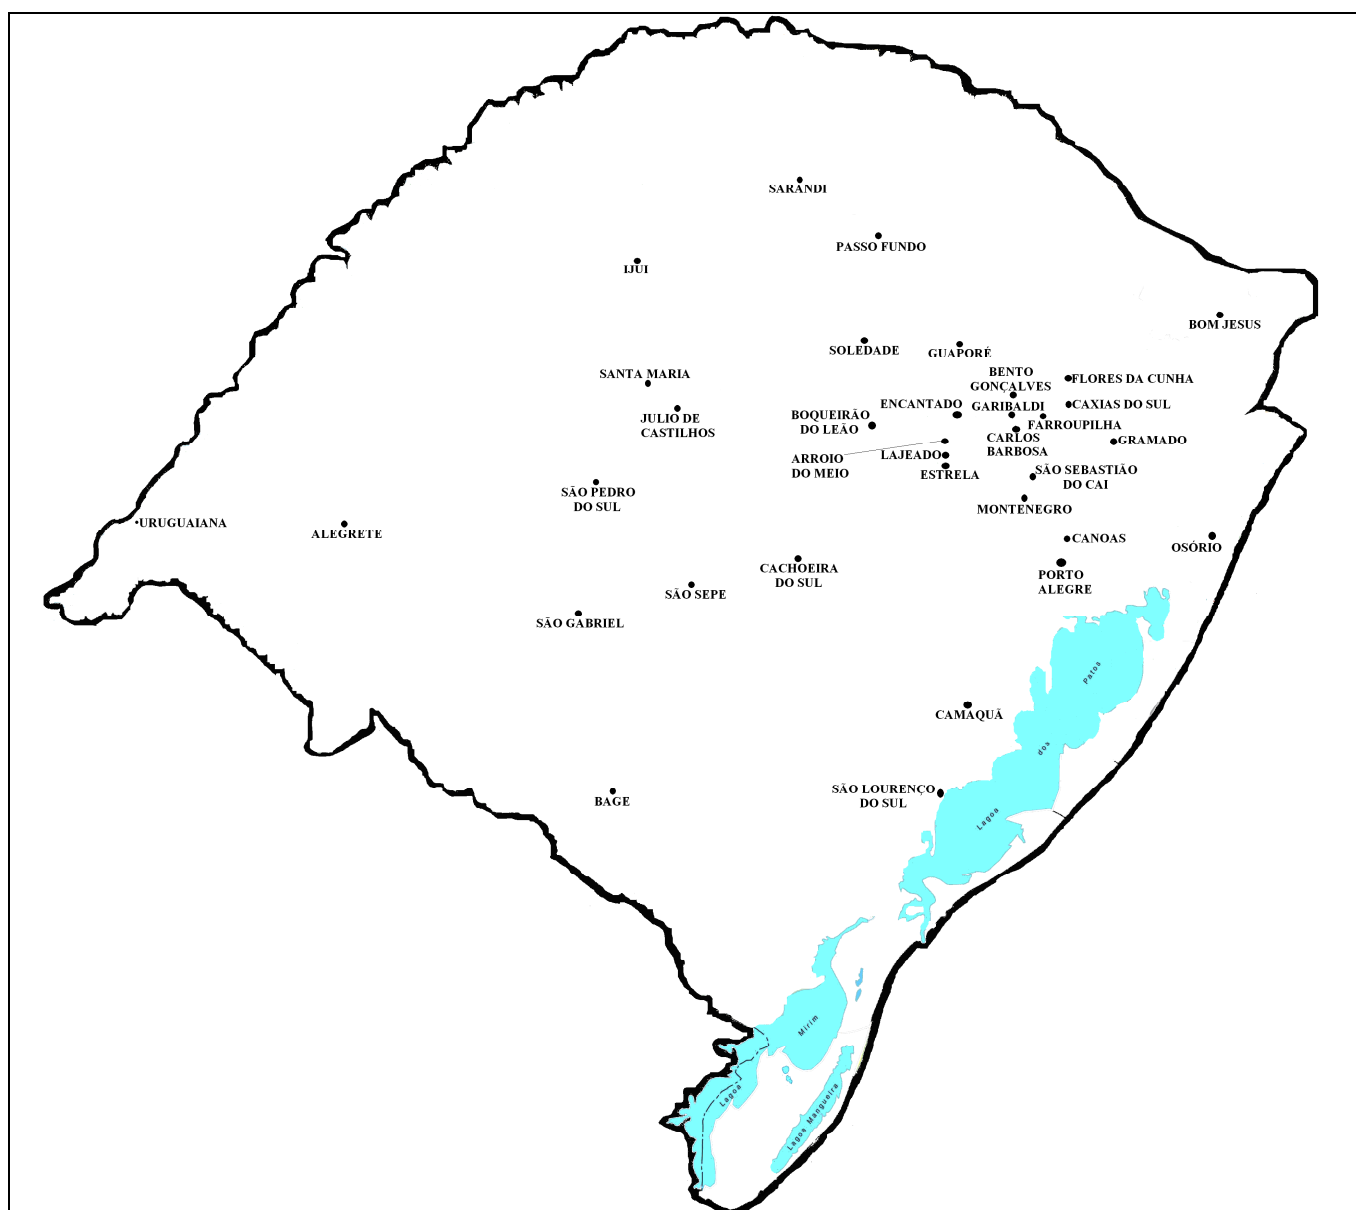 SARANDI
PASSO FUNDO
IJUI
BOM JESUS
SOLEDADE
GUAPORÉ
SANTA MARIA
BENTO
GONÇALVES
FLORES DA CUNHA
JULIO DE
CASTILHOS
BOQUEIRÃO
DO LEÃO
ENCANTADO
GARIBALDI
CAXIAS DO SUL
FARROUPILHA
CARLOS
BARBOSA
GRAMADO
ARROIO
DO MEIO
LAJEADO
ESTRELA
SÃO SEBASTIÃO
DO CAI
SÃO PEDRO
DO SUL
MONTENEGRO
URUGUAIANA
ALEGRETE
CANOAS
OSÓRIO
CACHOEIRA
DO SUL
PORTO
ALEGRE
SÃO SEPE
SÃO GABRIEL
Patos
CAMAQUÃ
doa
BAGE
SÃO LOURENÇO
DO SUL
Lagoa
Mirim
Lagoa
Lagoa Mangueira